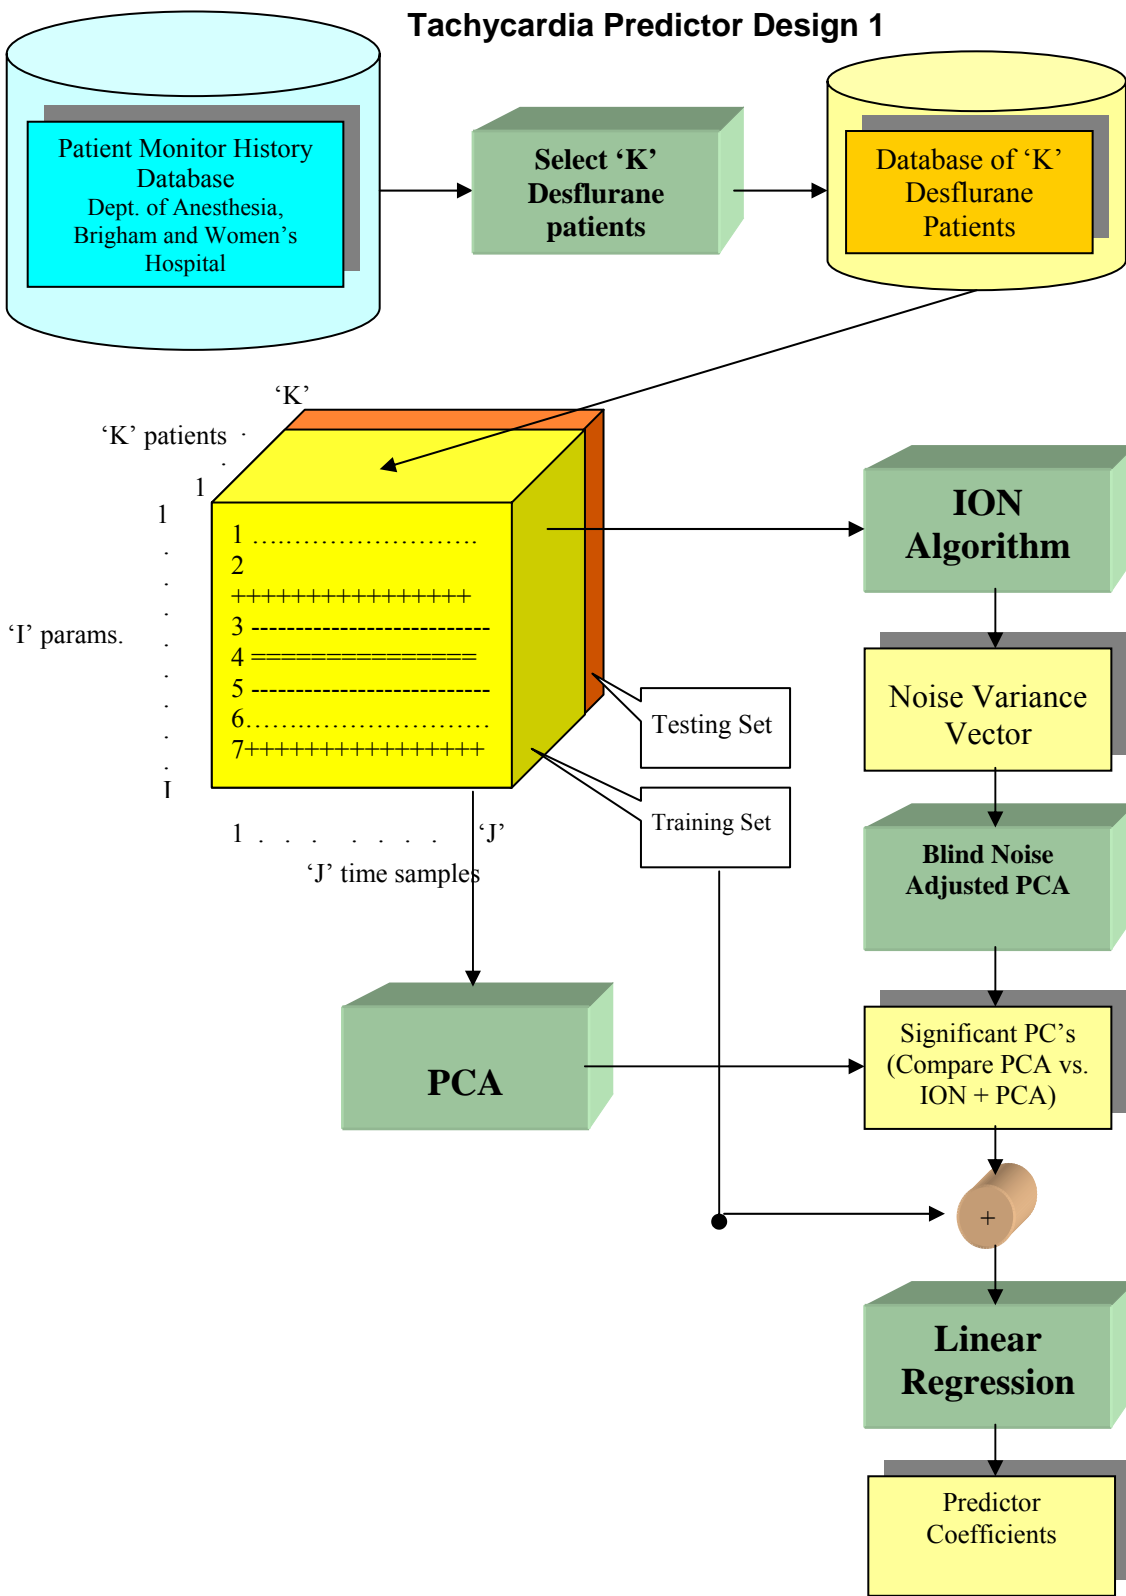 Tachycardia Predictor Design 1
Patient Monitor History
Database
Dept. of Anesthesia,
Brigham and Women’s
Hospital
Select ‘K’
Desflurane
patients
Database of ‘K’
Desflurane
Patients
‘K’
‘K’ patients .
.
1
1
.
.
.
.
.
.
.
.
I
‘I’ params.
1 ........................
2
++++++++++++++++
3 ---------------------------
4 ===============
5 ---------------------------
6..........................
7++++++++++++++++
1 . . . . . . . ‘J’
‘J’ time samples
Testing Set
Training Set
ION
Algorithm
Noise Variance
Vector
Blind Noise
Adjusted PCA
PCA
Significant PC’s
(Compare PCA vs.
ION + PCA)
+
Linear
Regression
Predictor
Coefficients